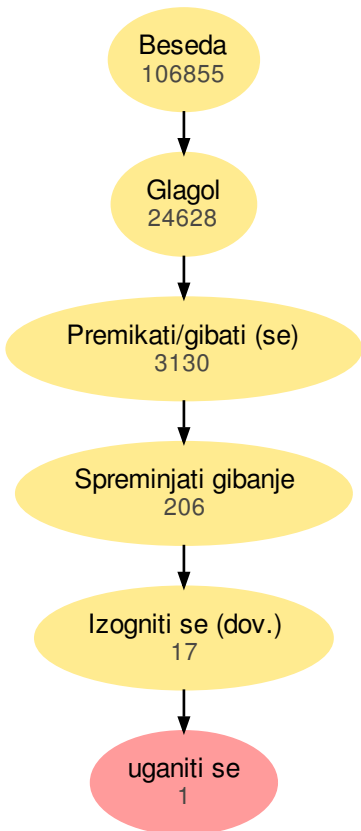 Beseda
106855
Glagol
24628
Premikati/gibati (se)
3130
Spreminjati gibanje
206
Izogniti se (dov.)
17
uganiti se
1